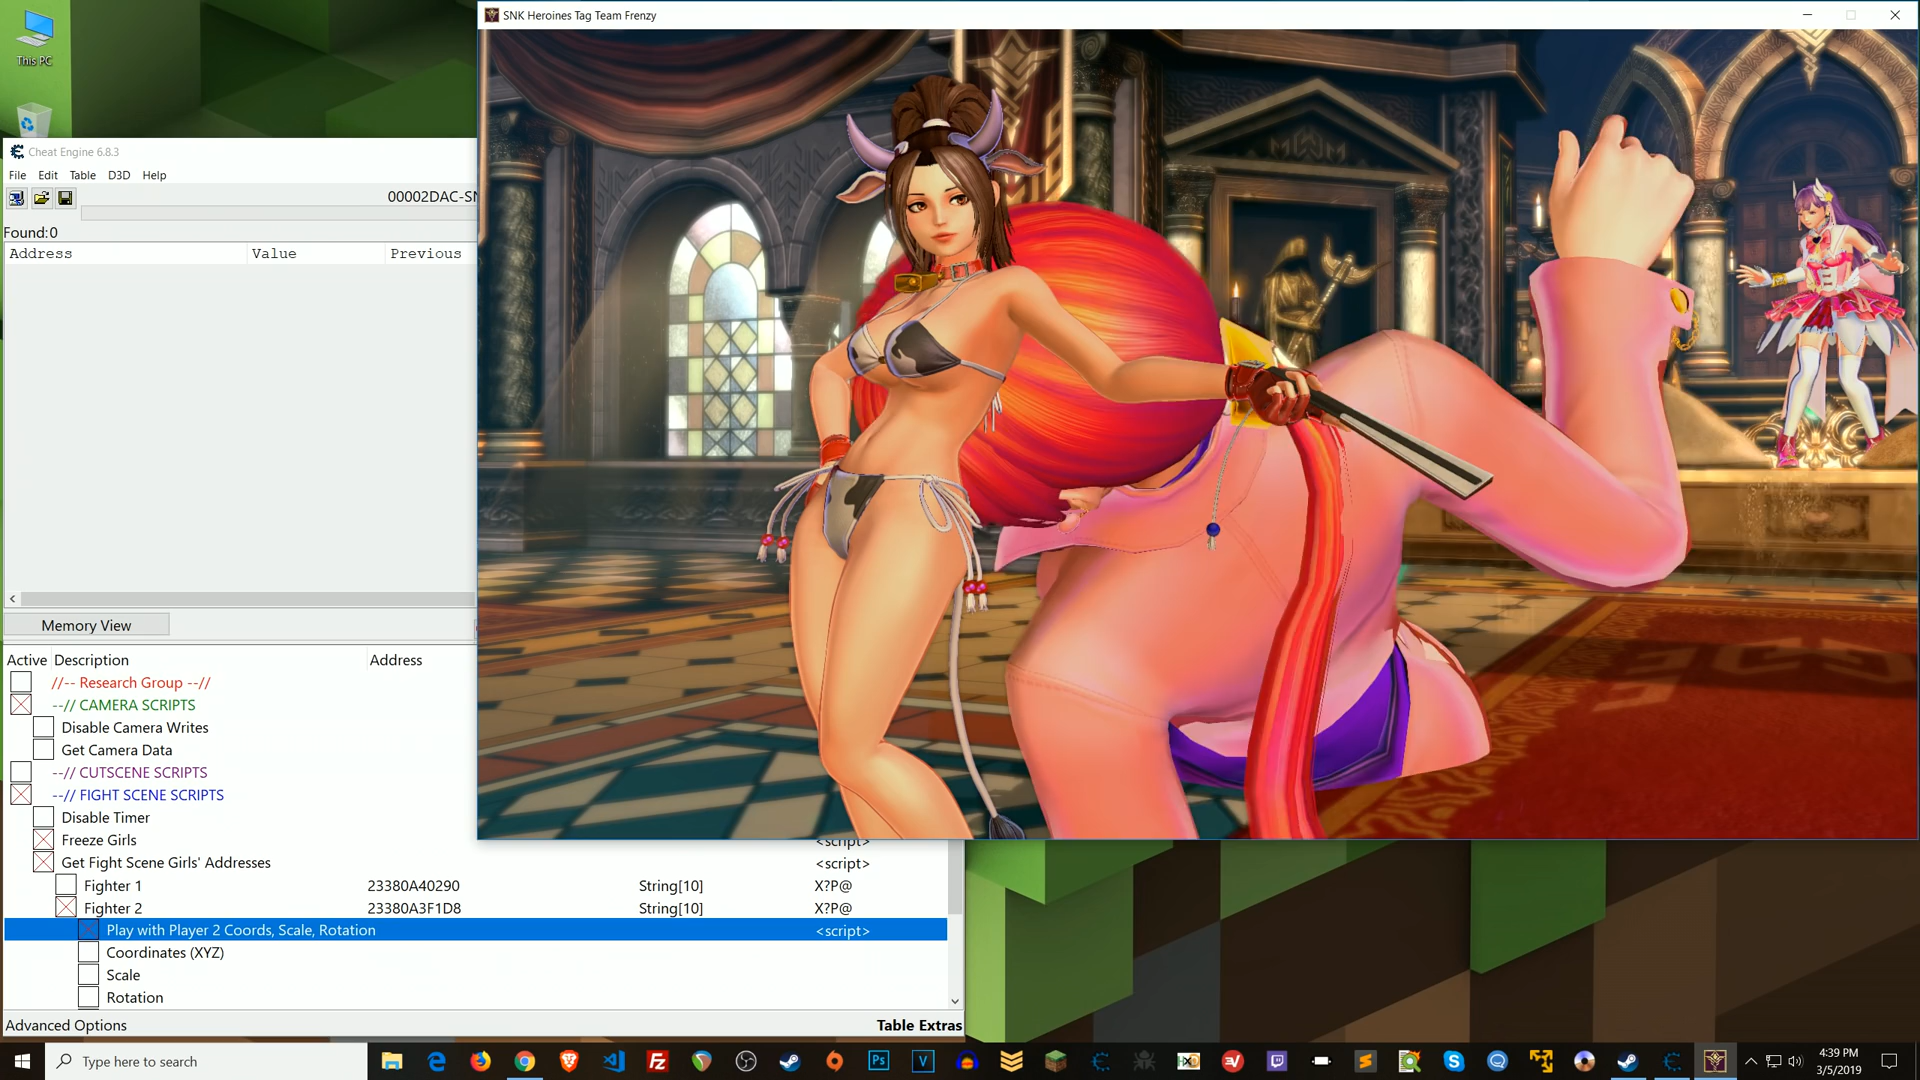 This PC
SNK Heroines Tag Team Frenzy
Cheat Engine 6.8.3
File Edit Table D3D Help
00002DAC-SN
Found:0
Address Value Previous
Memory View
Active Description Address
//-- Research Group --//
--// CAMERA SCRIPTS
Disable Camera Writes
Get Camera Data
--// CUTSCENE SCRIPTS
--// FIGHT SCENE SCRIPTS
Disable Timer
Freeze Girls <script>
Get Fight Scene Girls' Addresses <script>
Fighter 1 23380A40290 String[10] X?P@
Fighter 2 23380A3F1D8 String[10] X?P@
Play with Player 2 Coords, Scale, Rotation <script>
Coordinates (XYZ)
Scale
Rotation
Advanced Options Table Extras
Type here to search
4:39 PM
3/5/2019